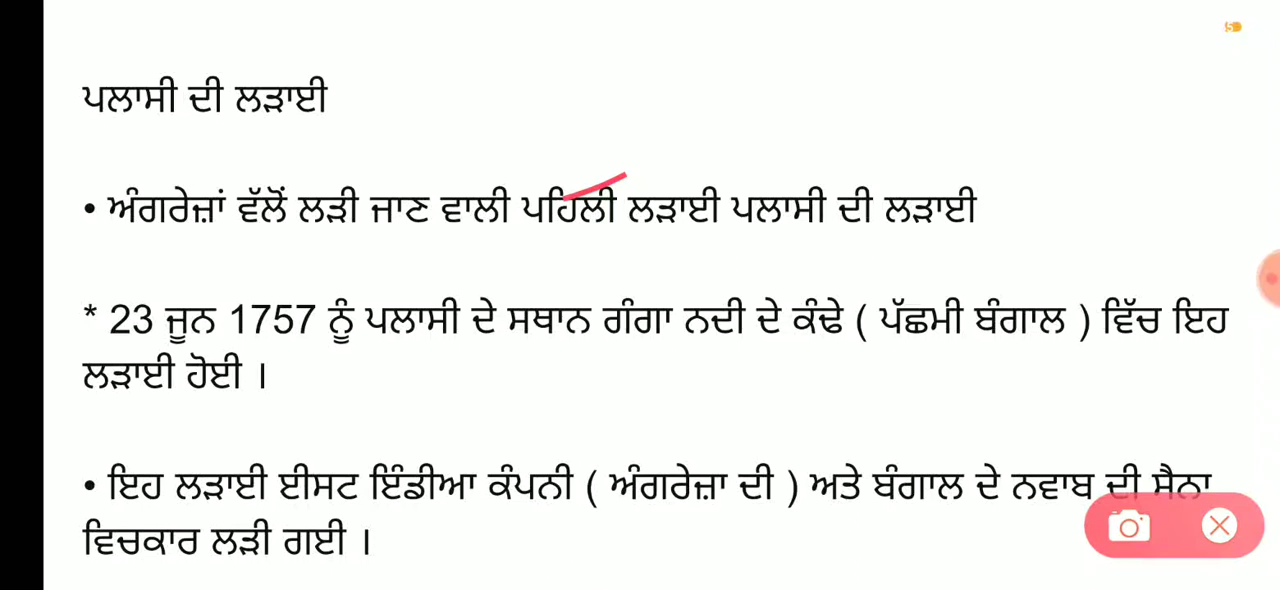 ਪਲਾਸੀ ਦੀ ਲੜਾਈ
• ਅੰਗਰੇਜ਼ਾਂ ਵੱਲੋਂ ਲੜੀ ਜਾਣ ਵਾਲੀ ਪਹਿਲੀ ਲੜਾਈ ਪਲਾਸੀ ਦੀ ਲੜਾਈ
* 23 ਜੂਨ 1757 ਨੂੰ ਪਲਾਸੀ ਦੇ ਸਥਾਨ ਗੰਗਾ ਨਦੀ ਦੇ ਕੰਢੇ ( ਪੱਛਮੀ ਬੰਗਾਲ ) ਵਿੱਚ ਇਹ
ਲੜਾਈ ਹੋਈ ।
• ਇਹ ਲੜਾਈ ਈਸਟ ਇੰਡੀਆ ਕੰਪਨੀ ( ਅੰਗਰੇਜ਼ਾ ਦੀ ) ਅਤੇ ਬੰਗਾਲ ਦੇ ਨਵਾਬ ਦੀ ਸੈਨਾ
ਵਿਚਕਾਰ ਲੜੀ ਗਈ ।